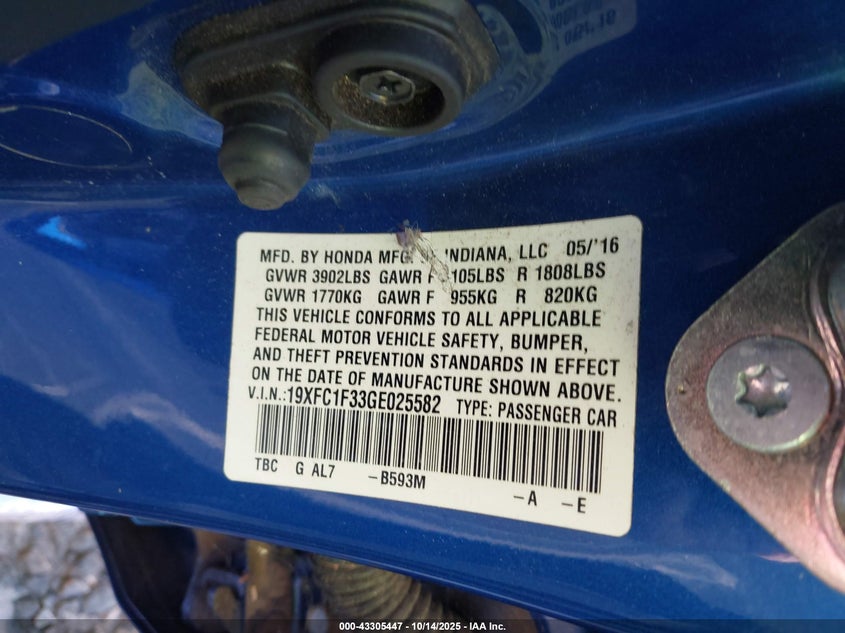 MFD. BY HONDA MFG. INDIANA, LLC 05/'16
GVWR 3902LBS GAWR F 105LBS R 1808LBS
GVWR 1770KG GAWR F 955KG R 820KG
THIS VEHICLE CONFORMS TO ALL APPLICABLE
FEDERAL MOTOR VEHICLE SAFETY, BUMPER,
AND THEFT PREVENTION STANDARDS IN EFFECT
ON THE DATE OF MANUFACTURE SHOWN ABOVE.
V.I.N.:19XFC1F33GE025582 TYPE: PASSENGER CAR
TBC G AL7 -B593M -A -E
000-43305447 - 10/14/2025 - IAA Inc.